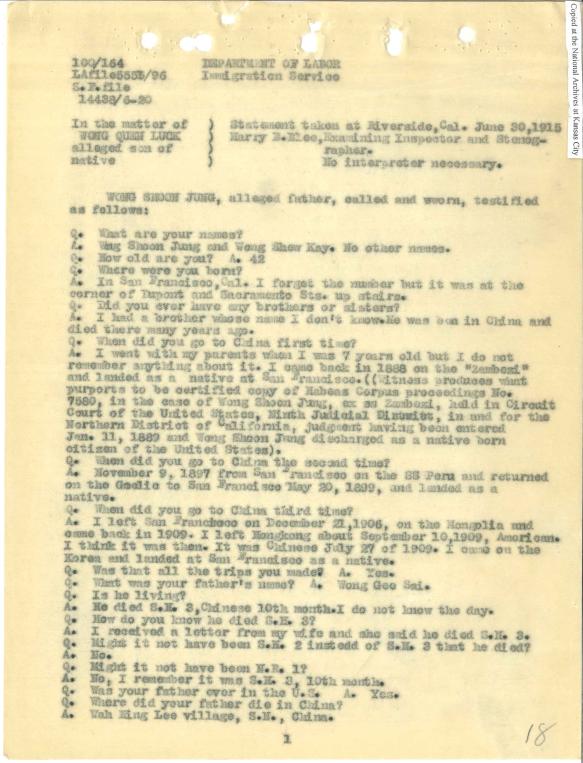 Copied at the National Archives at Kansas City
100/164 DEPARTMENT OF LABOR
LAfile5555/96 Immigration Service
S.F.file
14438/6-20
In the matter of ) Statement taken at Riverside,Cal. June 30,1915
WONG QUEN LUCK ) Harry B.Blee,Examining Inspector and Stenog-
alleged son of ) rapher.
native ) No interpreter necessary.
WONG SHOON JUNG, alleged father, called and sworn, testified
as follows:
Q. What are your names?
A. Wng Shoon Jung and Wong Shew Kay. No other names.
Q. How old are you? A. 42
Q. Where were you born?
A. In San Francisco,Cal. I forget the number but it was at the
corner of Dupont and Sacramento Sts. up stairs.
Q. Did you ever have any brothers or sisters?
A. I had a brother whose name I don't know.He was bon in China and
died there many years ago.
Q. When did you go to China first time?
A. I went with my parents when I was 7 years old but I do not
remember anything about it. I came back in 1888 on the "Zambezi"
and landed as a native at San Francisco.((Witness produces what
purports to be certified copy of Habeas Corpus proceedings No.
7580, in the case of Wong Shoon Jung, ex se Zambezi, held in Circuit
Court of the United States, Ninth Judicial District, in and for the
Northern District of California, judgment having been entered
Jan. 11, 1889 and Wong Shoon Jung discharged as a native born
citizen of the United States).
Q. When did you go to China the second time?
A. November 9, 1897 from San Francisco on the SS Peru and returned
on the Gaelic to San Francisco May 20, 1899, and landed as a
native.
Q. When did you go to China third time?
A. I left San Francisco on December 21,1906, on the Mongolia and
came back in 1909. I left Hongkong about September 10,1909, American.
I think it was then. It was Chinese July 27 of 1909. I came on the
Korea and landed at San Francisco as a native.
Q. Was that all the trips you made? A. Yes.
Q. What was your father's name? A. Wong Goo Sai.
Q. Is he living?
A. He died S.H. 3,Chinese 10th month.I do not know the day.
Q. How do you know he died S.H. 3?
A. I received a letter from my wife and she said he died S.H. 3.
Q. Might it not have been S.H. 2 instedd of S.H. 3 that he died?
A. No.
Q. Might it not have been N.R. 1?
A. No, I remember it was S.H. 3, 10th month.
Q. Was your father ever in the U.S. A. Yes.
Q. Where did your father die in China?
A. Wah Hing Lee village, S.N., China.
1
18